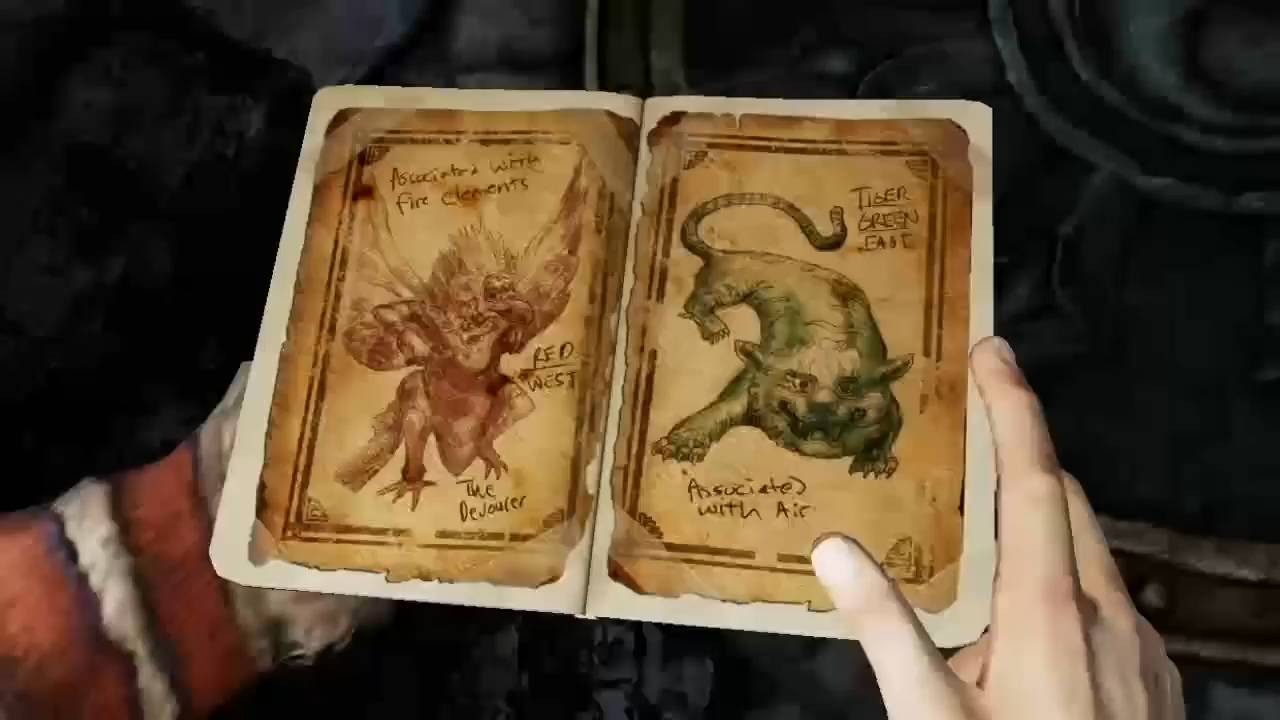 Associated with
fire elements
RED
WEST
The
Devourer
TIGER
GREEN
EAST
Associated
with Air